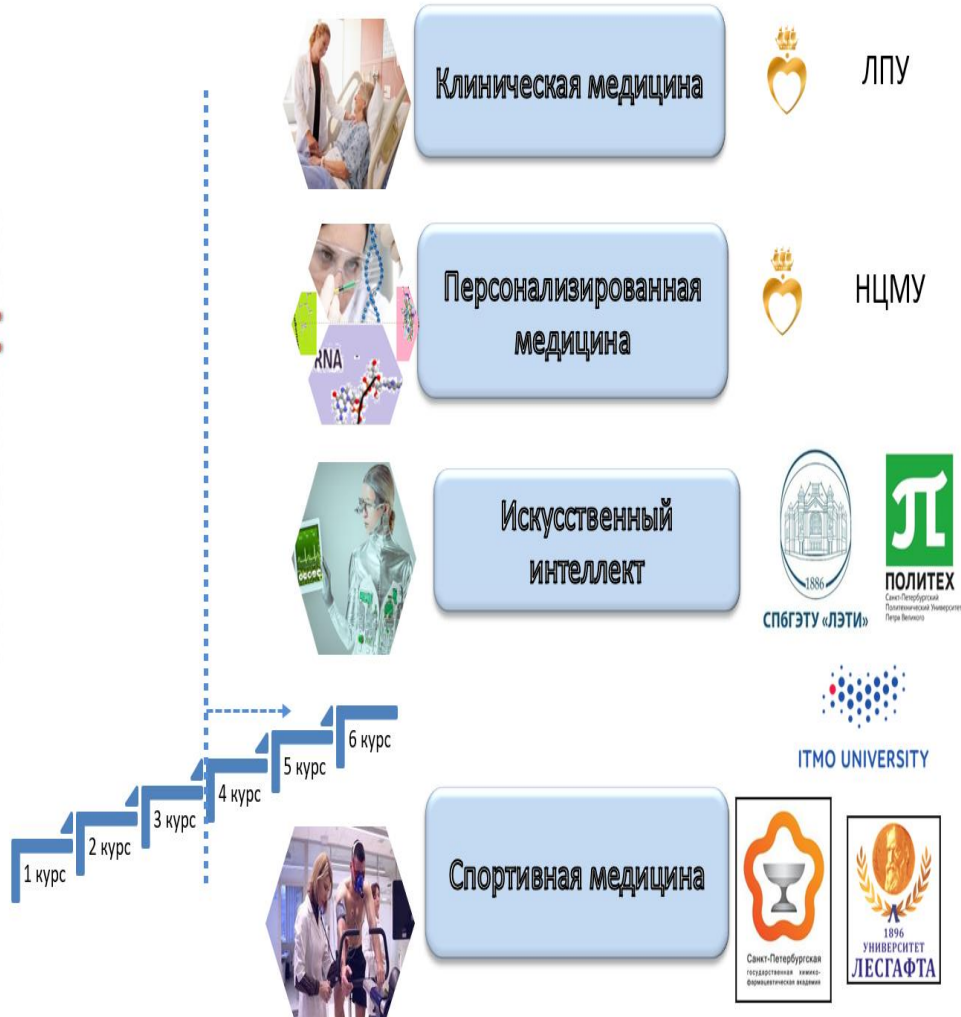 Клиническая медицина
ЛПУ
Персонализированная
медицина
НЦМУ
RNA
Искусственный
интеллект
1886
СПбГЭТУ «ЛЭТИ»
ПОЛИТЕХ
Санкт-Петербургский
Политехнический Университет
Петра Великого
ITMO UNIVERSITY
1 курс
2 курс
3 курс
4 курс
5 курс
6 курс
Спортивная медицина
Санкт-Петербургская
государственная химико-
фармацевтическая академия
1896
УНИВЕРСИТЕТ
ЛЕСГАФТА